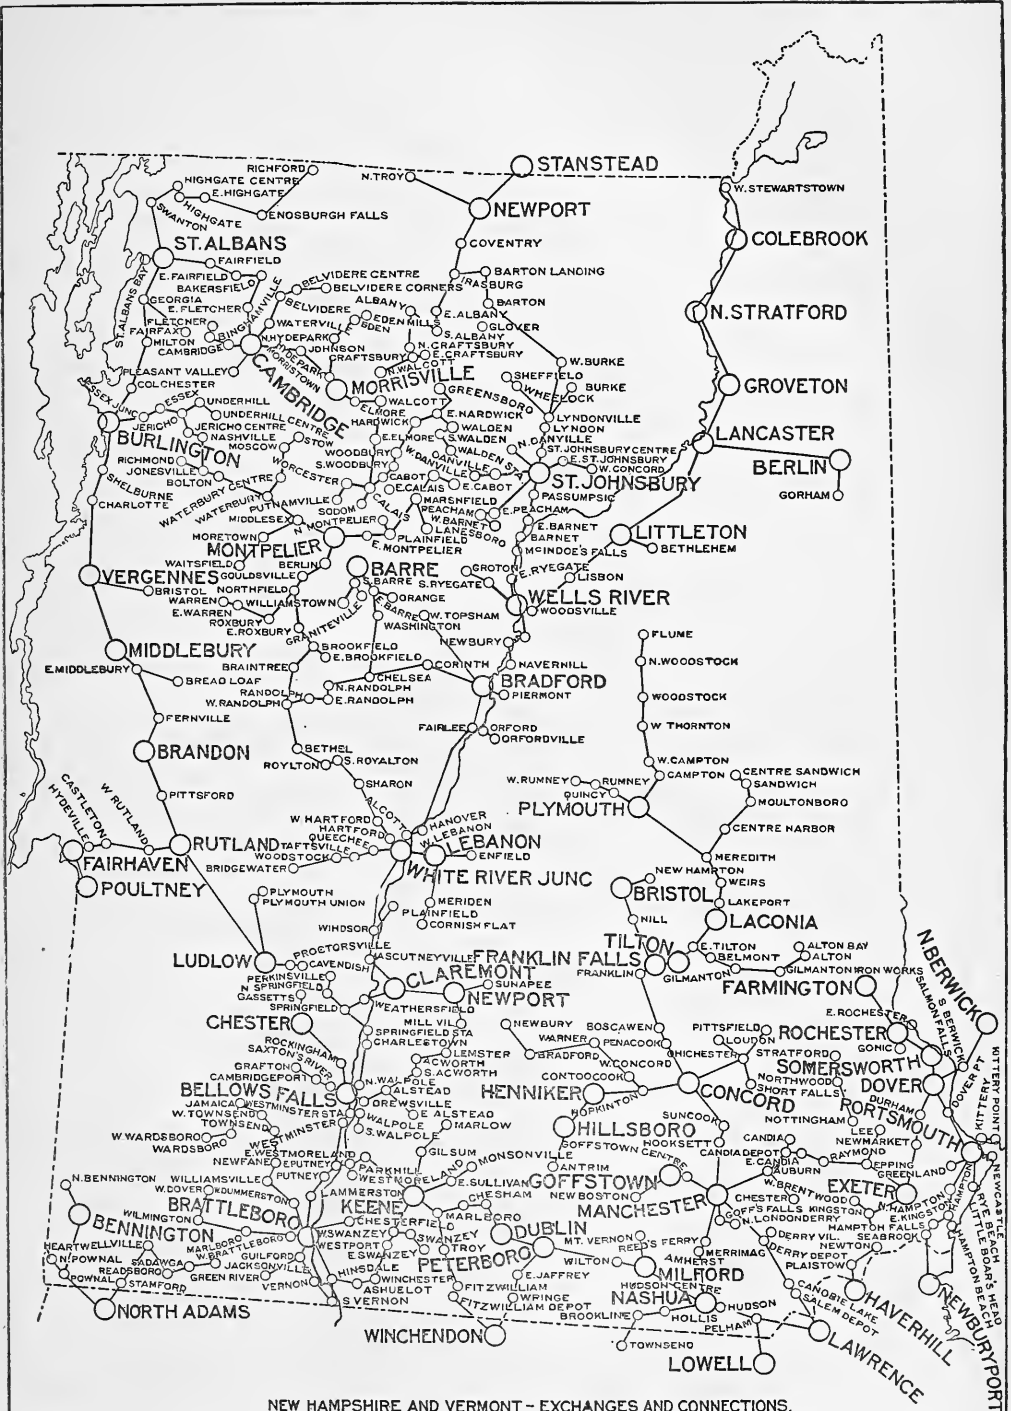 STANSTEAD
RICHFORD
HIGHGATE CENTRE
N.TROY
E.HIGHGATE
W.STEWARTSTOWN
SWANTON
HIGHGATE
ENOSBURGH FALLS
NEWPORT
ST.ALBANS
COVENTRY
COLEBROOK
FAIRFIELD
ST.ALBANS BAY
E.FAIRFIELD
BAKERSFIELD
BELVIDERE CENTRE
BELVIDERE CORNERS
IRASBURG
BARTON LANDING
GEORGIA
E.FLETCHER
BINGHAMVILLE
BELVIDERE
ALBANY
BARTON
FLETCHER
FAIRFAX
WATERVILLE
EDEN
EDEN MILLS
E.ALBANY
GLOVER
N.STRATFORD
MILTON
CAMBRIDGE
N.HYDEPARK
HYDEPARK
JOHNSON
S.ALBANY
N.CRAFTSBURY
CRAFTSBURY
E.CRAFTSBURY
PLEASANT VALLEY
CAMBRIDGE
MORRISTOWN
N.WALCOTT
MORRISVILLE
SHEFFIELD
W.BURKE
WHEELOCK
BURKE
GROVETON
COLCHESTER
ESSEX JUNC
ESSEX
UNDERHILL
WALCOTT
GREENSBORO
ELMORE
HARDWICK
E.HARDWICK
LYNDONVILLE
JERICHO
UNDERHILL CENTRE
JERICHO CENTRE
WALDEN
LYNDON
LANCASTER
BURLINGTON
NASHVILLE
STOW
MOSCOW
E.ELMORE
S.WALDEN
N.DANVILLE
ST.JOHNSBURY CENTRE
WOODBURY
WALDEN STA
E.ST.JOHNSBURY
RICHMOND
JONESVILLE
BOLTON
S.WOODBURY
W.DANVILLE
DANVILLE
W.CONCORD
BERLIN
SHELBURNE
WORCESTER
WATERBURY CENTRE
CABOT
E.CABOT
E.CALAIS
ST.JOHNSBURY
GORHAM
CHARLOTTE
WATERBURY
PUTNAMVILLE
SODOM
CALAIS
MARSHFIELD
PASSUMPSIC
MIDDLESEX
N MONTPELIER
PEACHAM
E.PEACHAM
W.BARNET
LANESBORO
E.BARNET
BARNET
LITTLETON
MORETOWN
MONTPELIER
PLAINFIELD
E.MONTPELIER
MCINDOE'S FALLS
BETHLEHEM
WAITSFIELD
BERLIN
BARRE
GROTON
E.RYEGATE
VERGENNES
GOULDSVILLE
S.BARRE
S.RYEGATE
LISBON
BRISTOL
NORTHFIELD
WARREN
WILLIAMSTOWN
ORANGE
WELLS RIVER
E.WARREN
ROXBURY
E.BARRE
W.TOPSHAM
WOODSVILLE
E.ROXBURY
GRANITEVILLE
WASHINGTON
FLUME
MIDDLEBURY
BROOKFIELD
NEWBURY
E.MIDDLEBURY
BRAINTREE
E.BROOKFIELD
CORINTH
HAVERHILL
N.WOODSTOCK
BREAD LOAF
CHELSEA
BRADFORD
N.RANDOLPH
RANDOLPH
E.RANDOLPH
W.RANDOLPH
PIERMONT
WOODSTOCK
FERNVILLE
FAIRLEE
ORFORD
ORFORDVILLE
W THORNTON
BRANDON
BETHEL
ROYLTON
S.ROYALTON
W.CAMPTON
CAMPTON
CENTRE SANDWICH
SANDWICH
SHARON
W.RUMNEY
RUMNEY
QUINCY
PLYMOUTH
MOULTONBORO
PITTSFORD
CASTLETON
HYDEVILLE
W RUTLAND
ALCOTT
HANOVER
W.LEBANON
CENTRE HARBOR
W.HARTFORD
HARTFORD
QUEECHEE
RUTLAND
TAFTSVILLE
WOODSTOCK
BRIDGEWATER
LEBANON
ENFIELD
FAIRHAVEN
MEREDITH
POULTNEY
WHITE RIVER JUNC
NEW HAMPTON
WEIRS
PLYMOUTH
PLYMOUTH UNION
BRISTOL
MERIDEN
LAKEPORT
PLAINFIELD
NILL
LACONIA
WINDSOR
CORNISH FLAT
PROCTORSVILLE
TILTON
E.TILTON
ALTON BAY
ALTON
LUDLOW
CAVENDISH
ASCUTNEYVILLE
FRANKLIN FALLS
BELMONT
N.BERWICK
FRANKLIN
GILMANTON
GILMANTON IRON WORKS
PERKINSVILLE
N SPRINGFIELD
CLAREMONT
SUNAPEE
NEWPORT
FARMINGTON
GASSETTS
SPRINGFIELD
WEATHERSFIELD
E.ROCHESTER
SALMON FALLS
S BERWICK
CHESTER
MILL VIL
NEWBURY
BOSCAWEN
PITTSFIELD
ROCHESTER
SPRINGFIELD STA
CHARLESTOWN
WARNER
PENACOOK
LOUDON
GONIC
ROCKINGHAM
SAXTON'S RIVER
LEMSTER
BRADFORD
CHICHESTER
STRATFORD
SOMERSWORTH
GRAFTON
ACWORTH
S.ACWORTH
W.CONCORD
CAMBRIDGEPORT
CONTOOCOOK
NORTHWOOD
DOVER
DOVER PT
KITTERY
KITTERY POINT
BELLOWS FALLS
N.WALPOLE
ALSTEAD
HENNIKER
CONCORD
SHORT FALLS
JAMAICA
WESTMINSTER STA
DREWSVILLE
E ALSTEAD
HOPKINTON
DURHAM
W.TOWNSEND
TOWNSEND
WALPOLE
MARLOW
HILLSBORO
SUNCOOK
NOTTINGHAM
PORTSMOUTH
W.WARDSBORO
WARDSBORO
WESTMINSTER
S.WALPOLE
HOOKSETT
CANDIA
LEE
NEWMARKET
E.WESTMORELAND
GILSUM
GOFFSTOWN CENTRE
CANDIA DEPOT
RAYMOND
NEWFANE
E.PUTNEY
PARKHILL
MONSONVILLE
E.CANDIA
EPPING
N.BENNINGTON
WILLIAMSVILLE
PUTNEY
WESTMORELAND
ANTRIM
AUBURN
GREENLAND
NEWCASTLE
W.DOVER
W.DUMMERSTON
LAMMERSTON
E.SULLIVAN
GOFFSTOWN
W.BRENTWOOD
EXETER
HAMPTON
BRATTLEBORO
KEENE
CHESHAM
NEW BOSTON
MANCHESTER
CHESTER
N.HAMPTON
RYE BEACH
WILMINGTON
CHESTERFIELD
MARLBORO
GOFF'S FALLS
KINGSTON
E.KINGSTON
LITTLE BOAR'S HEAD
BENNINGTON
MARLBORO
W.SWANZEY
SWANZEY
DUBLIN
N.LONDONDERRY
HAMPTON FALLS
HAMPTON BEACH
HEARTWELLVILLE
W.BRATTLEBORO
WESTPORT
MT.VERNON
REED'S FERRY
DERRY VIL.
SEABROOK
GUILFORD
E SWANZEY
TROY
PETERBORO
NEWTON
N.POWNAL
SADAWGA
JACKSONVILLE
WILTON
AMHERST
MERRIMAG
DERRY DEPOT
READSBORO
GREEN RIVER
HINSDALE
PLAISTOW
POWNAL
STAMFORD
VERNON
WINCHESTER
E.JAFFREY
MILFORD
ASHUELOT
FITZWILLIAM
HUDSON CENTRE
CANOBIE LAKE
HAVERHILL
NEWBURYPORT
S VERNON
WRINGE
NASHUA
HUDSON
SALEM DEPOT
NORTH ADAMS
FITZWILLIAM DEPOT
BROOKLINE
HOLLIS
PELHAM
WINCHENDON
TOWNSEND
LAWRENCE
LOWELL
PORTSMOUTH
NEW HAMPSHIRE AND VERMONT - EXCHANGES AND CONNECTIONS.